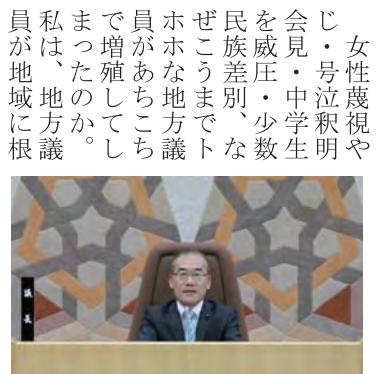 女性蔑視や
じ・号泣釈明
会見・中学生
を威圧・少数
民族差別、な
ぜこうまでト
ホホな地方議
員があちこち
で増殖してし
まったのか。
私は、地方議
員が地域に根
議長